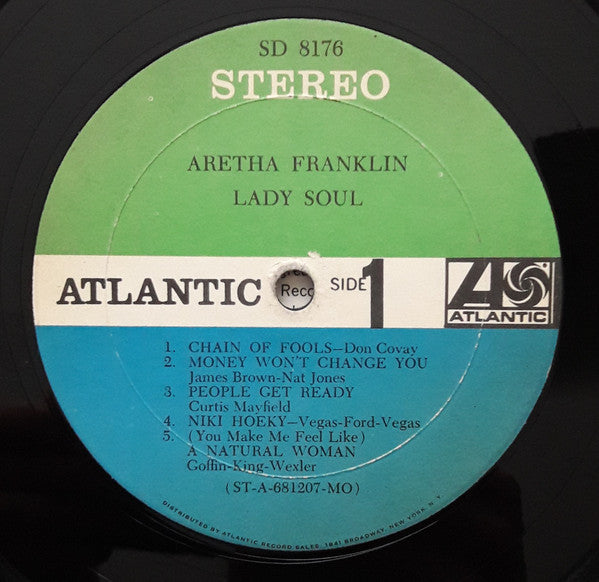 SD 8176
STEREO
ARETHA FRANKLIN
LADY SOUL
ATLANTIC
Reco
SIDE 1
ATLANTIC
1. CHAIN OF FOOLS—Don Covay
2. MONEY WON'T CHANGE YOU
James Brown-Nat Jones
3. PEOPLE GET READY
Curtis Mayfield
4. NIKI HOEKY—Vegas-Ford-Vegas
5. (You Make Me Feel Like)
A NATURAL WOMAN
Goffin-King-Wexler
(ST-A-681207-MO)
DISTRIBUTED BY ATLANTIC RECORD SALES, 1841 BROADWAY, NEW YORK, N. Y.